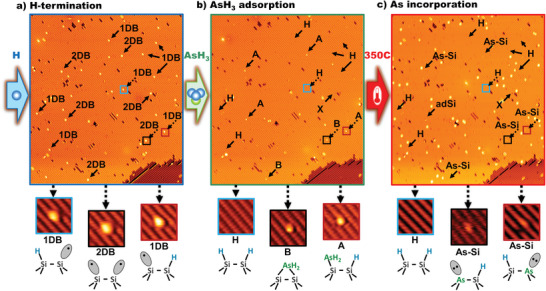 a) H-termination
b) AsH3 adsorption
c) As incorporation
H
AsH3
350C
1DB
2DB
2DB
1DB
2DB
1DB
1DB
2DB
2DB
1DB
2DB
1DB
2DB
H
A
A
H
H
H
A
X
B
A
H
B
H
As-Si
As-Si
H
H
H
adSi
X
As-Si
As-Si
H
As-Si
1DB
2DB
1DB
H
B
A
H
As-Si
As-Si
H
Si—Si
Si—Si
H
Si—Si
H
H
Si—Si
AsH2
Si—Si
AsH2
H
Si—Si
H
H
Si—Si
H
As—Si
H
Si—As